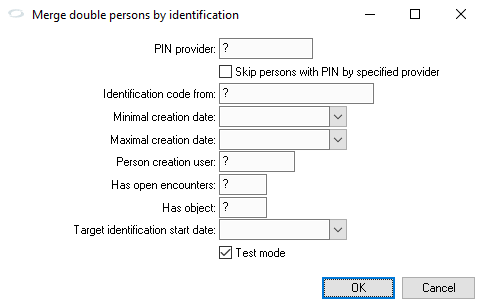 Merge double persons by identification
PIN provider: ?
Skip persons with PIN by specified provider
Identification code from: ?
Minimal creation date:
Maximal creation date:
Person creation user: ?
Has open encounters: ?
Has object: ?
Target identification start date:
Test mode
OK Cancel